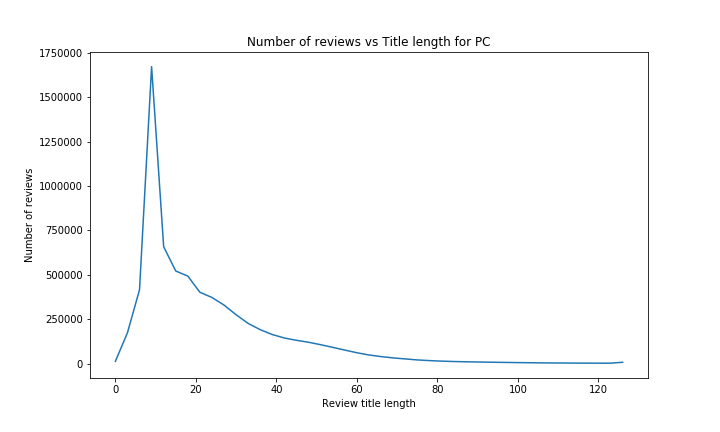 Number of reviews vs Title length for PC
1750000
1500000
1250000
1000000
750000
500000
250000
0
Number of reviews
0 20 40 60 80 100 120
Review title length